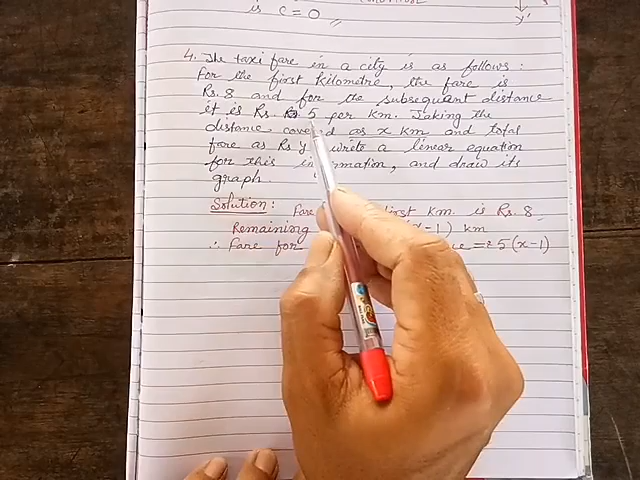 is C = 0
y'
4. The taxi fare in a city is as follows :
For the first kilometre, the fare is
Rs. 8 and for the subsequant distance
it is Rs. 5 per km. Taking the
distance covered as x km and total
fare as Rs y, write a linear equation
for this information, and draw its
graph.
Solution: Fare first km. is Rs. 8
Remaining (x-1) km
∴ Fare for = 5(x-1)